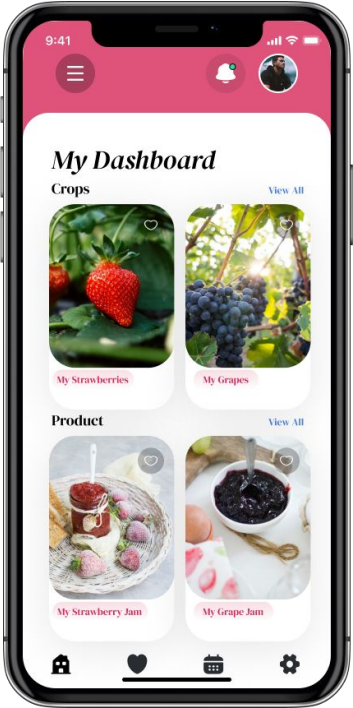 9:41
My Dashboard
Crops
View All
My Strawberries
My Grapes
Product
View All
My Strawberry Jam
My Grape Jam